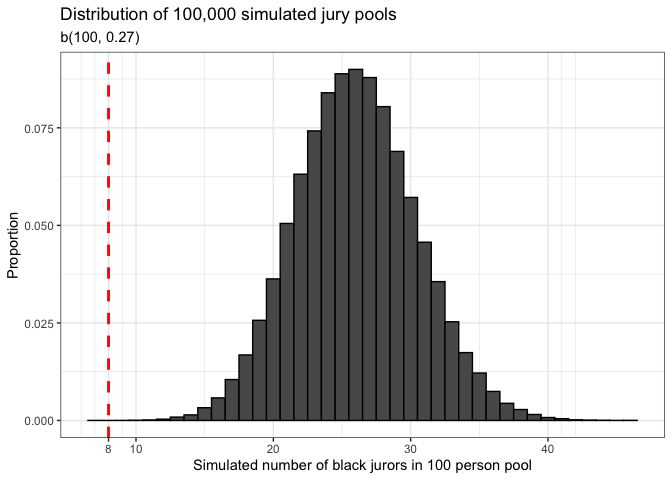 Distribution of 100,000 simulated jury pools
b(100, 0.27)
0.075
0.050
0.025
0.000
Proportion
8 10 20 30 40
Simulated number of black jurors in 100 person pool